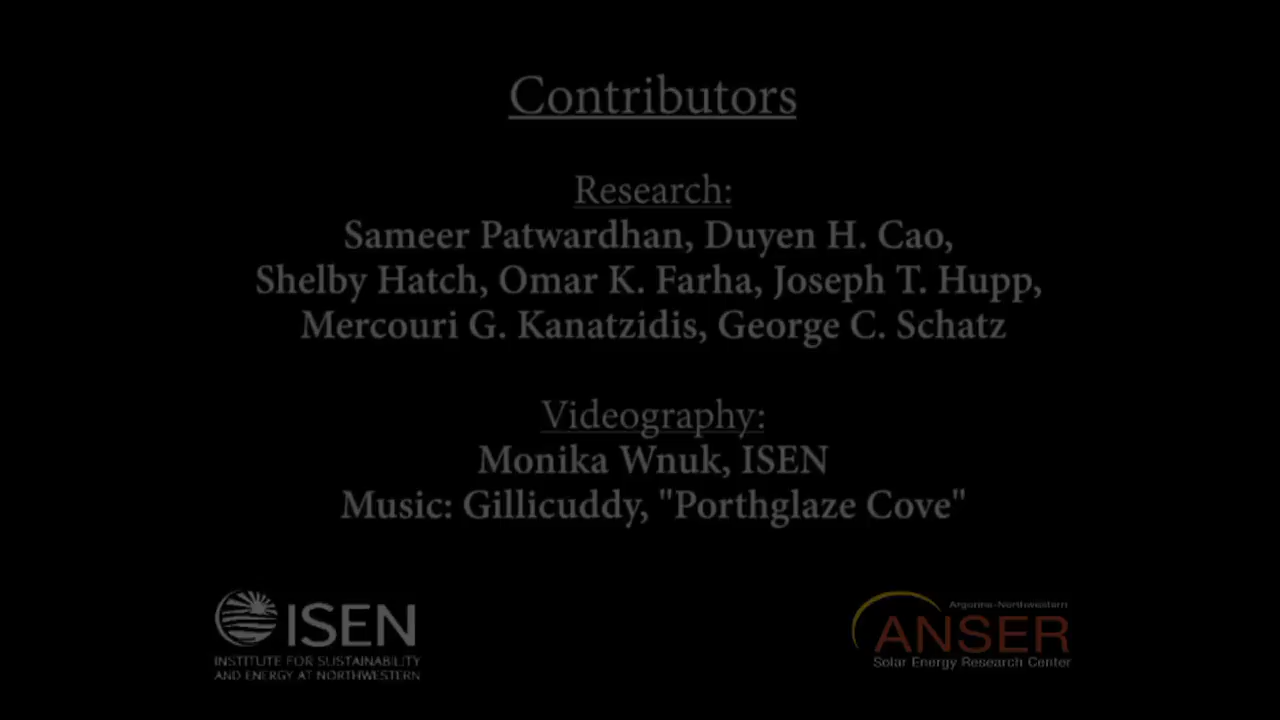 Contributors
Research:
Sameer Patwardhan, Duyen H. Cao,
Shelby Hatch, Omar K. Farha, Joseph T. Hupp,
Mercouri G. Kanatzidis, George C. Schatz
Videography:
Monika Wnuk, ISEN
Music: Gillicuddy, "Porthglaze Cove"
ISEN
INSTITUTE FOR SUSTAINABILITY
AND ENERGY AT NORTHWESTERN
Argonne-Northwestern
ANSER
Solar Energy Research Center